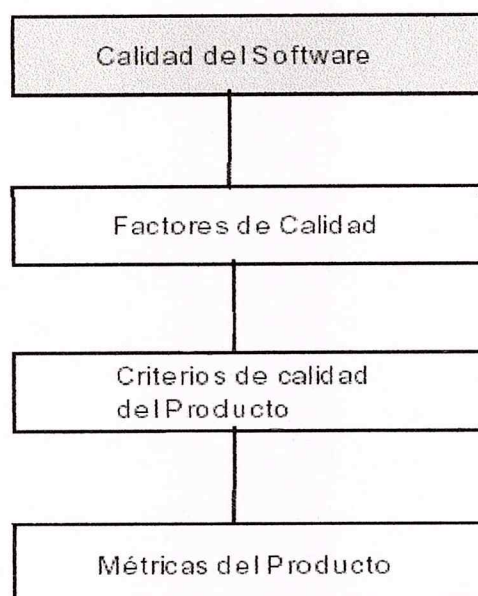 Calidad del Software
Factores de Calidad
Criterios de calidad
del Producto
Métricas del Producto